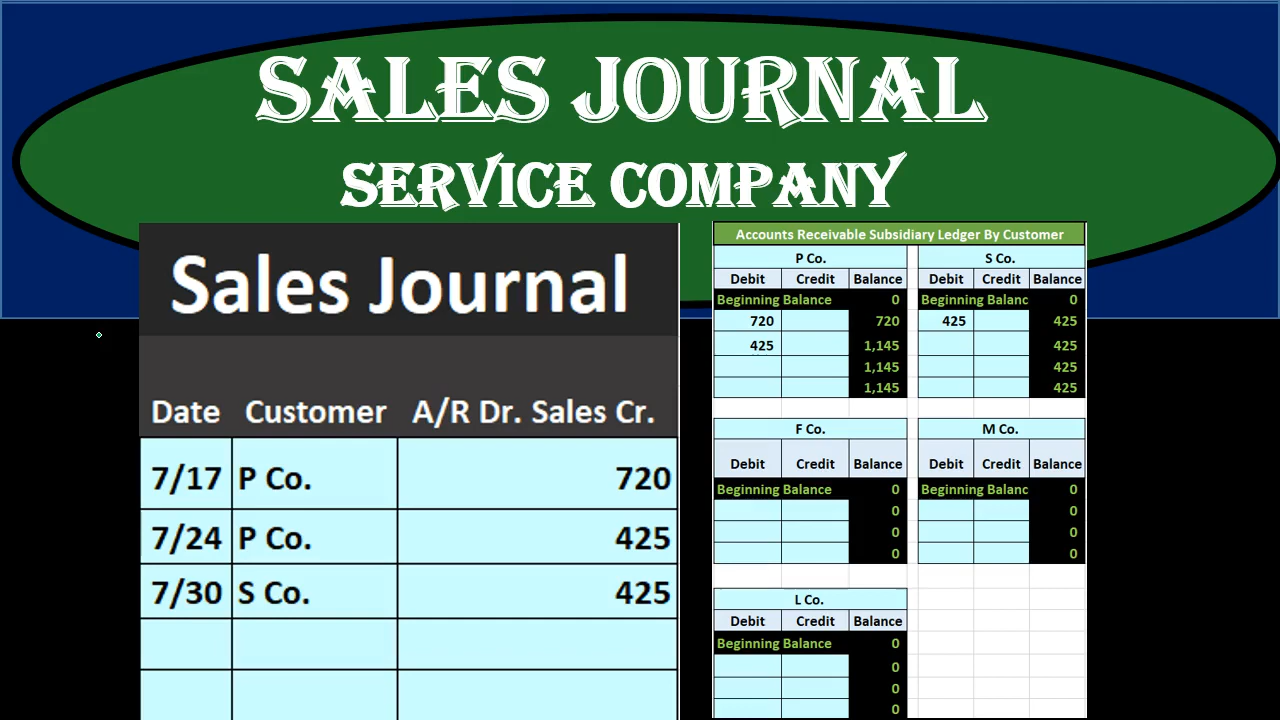 SALES JOURNAL
SERVICE COMPANY
Sales Journal
Date Customer A/R Dr. Sales Cr.
7/17 P Co. 720
7/24 P Co. 425
7/30 S Co. 425
Accounts Receivable Subsidiary Ledger By Customer
P Co. S Co.
Debit Credit Balance Debit Credit Balance
Beginning Balance 0 Beginning Balanc 0
720 720 425 425
425 1,145 425
1,145 425
1,145 425
F Co. M Co.
Debit Credit Balance Debit Credit Balance
Beginning Balance 0 Beginning Balanc 0
0 0
0 0
0 0
L Co.
Debit Credit Balance
Beginning Balance 0
0
0
0